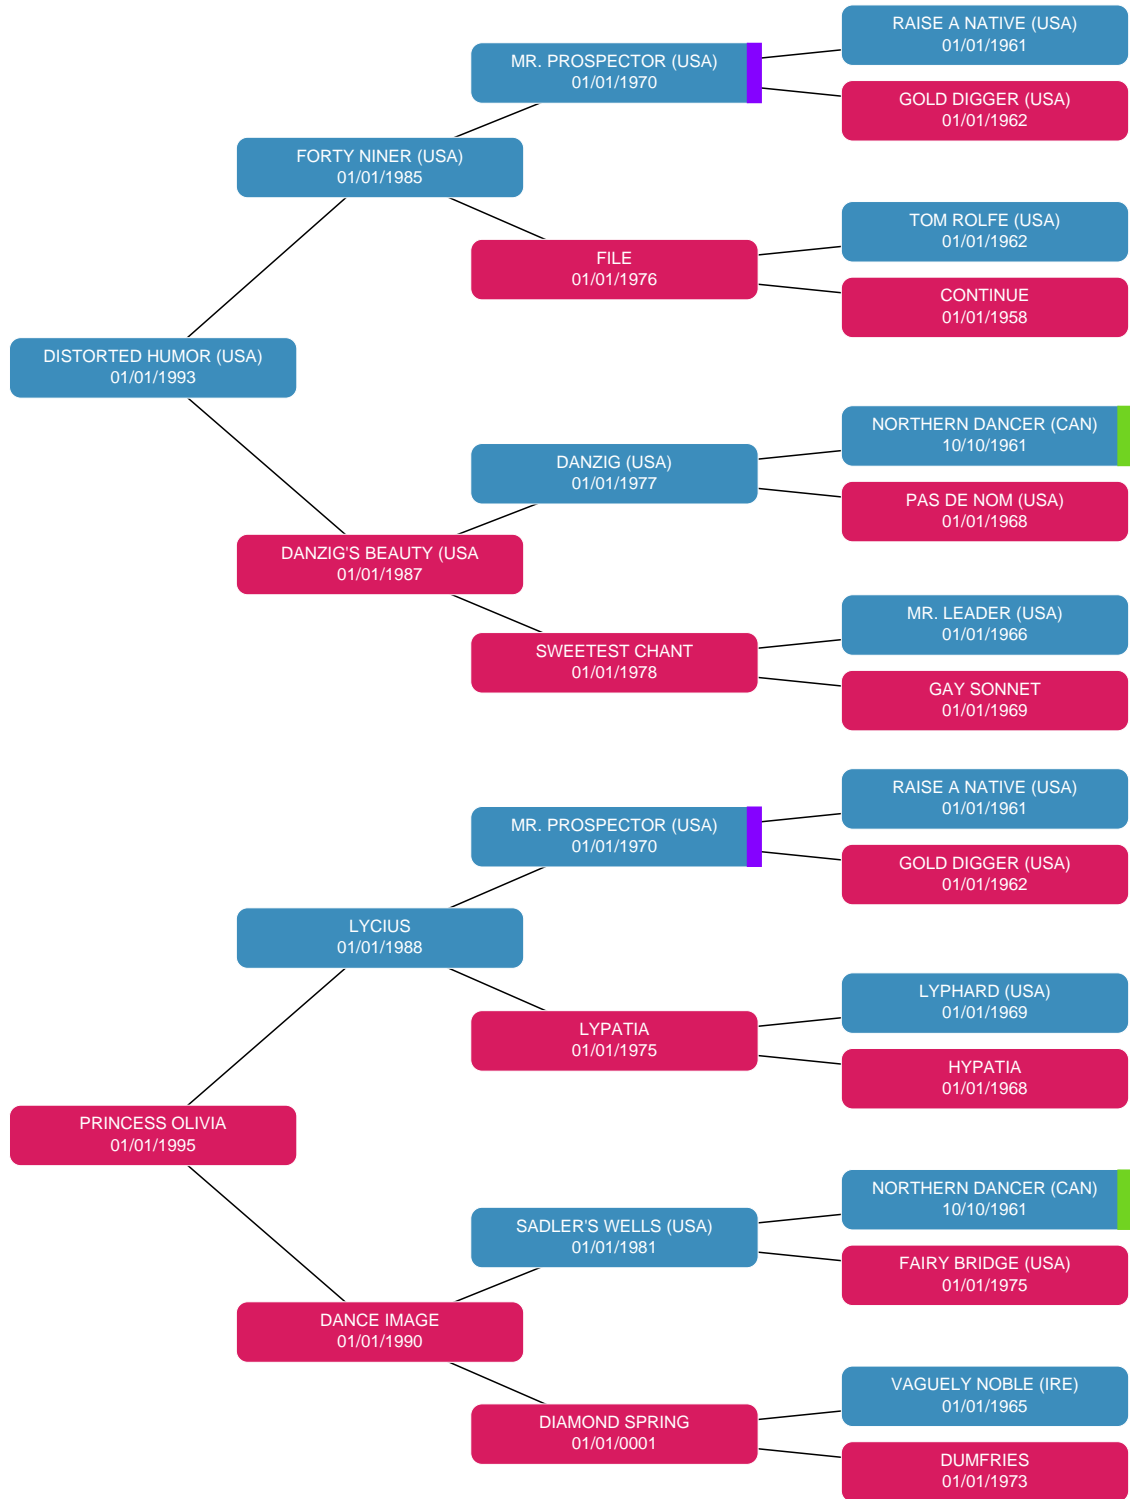 RAISE A NATIVE (USA)
01/01/1961
MR. PROSPECTOR (USA)
01/01/1970
GOLD DIGGER (USA)
01/01/1962
FORTY NINER (USA)
01/01/1985
TOM ROLFE (USA)
01/01/1962
FILE
01/01/1976
CONTINUE
01/01/1958
DISTORTED HUMOR (USA)
01/01/1993
NORTHERN DANCER (CAN)
10/10/1961
DANZIG (USA)
01/01/1977
PAS DE NOM (USA)
01/01/1968
DANZIG'S BEAUTY (USA
01/01/1987
MR. LEADER (USA)
01/01/1966
SWEETEST CHANT
01/01/1978
GAY SONNET
01/01/1969
RAISE A NATIVE (USA)
01/01/1961
MR. PROSPECTOR (USA)
01/01/1970
GOLD DIGGER (USA)
01/01/1962
LYCIUS
01/01/1988
LYPHARD (USA)
01/01/1969
LYPATIA
01/01/1975
HYPATIA
01/01/1968
PRINCESS OLIVIA
01/01/1995
NORTHERN DANCER (CAN)
10/10/1961
SADLER'S WELLS (USA)
01/01/1981
FAIRY BRIDGE (USA)
01/01/1975
DANCE IMAGE
01/01/1990
VAGUELY NOBLE (IRE)
01/01/1965
DIAMOND SPRING
01/01/0001
DUMFRIES
01/01/1973